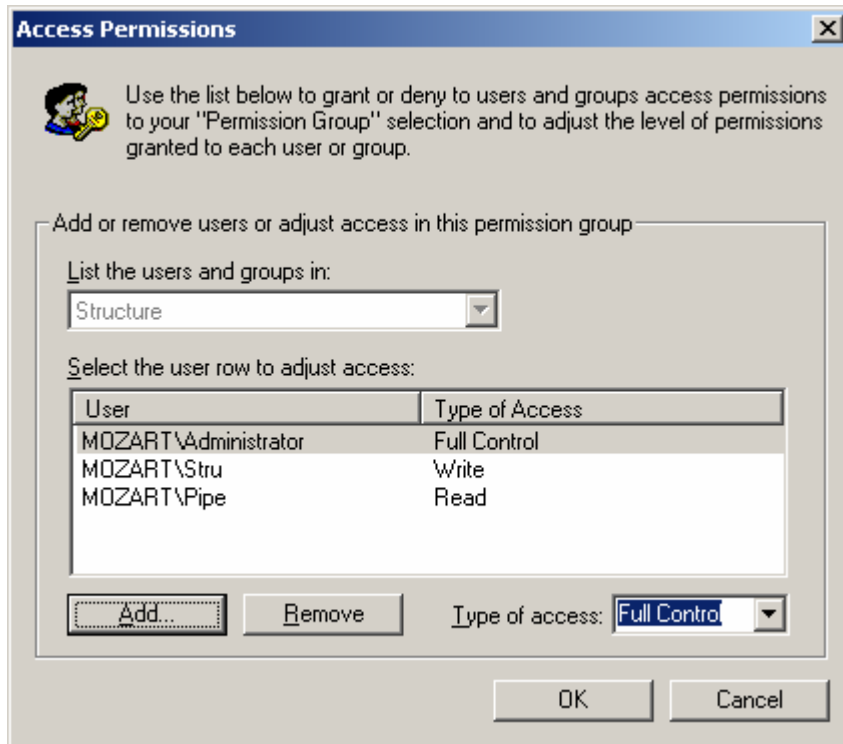 Access Permissions
Use the list below to grant or deny to users and groups access permissions
to your "Permission Group" selection and to adjust the level of permissions
granted to each user or group.
Add or remove users or adjust access in this permission group
List the users and groups in:
Structure
Select the user row to adjust access:
User Type of Access
MOZART\Administrator Full Control
MOZART\Stru Write
MOZART\Pipe Read
Add... Remove Type of access: Full Control
OK Cancel